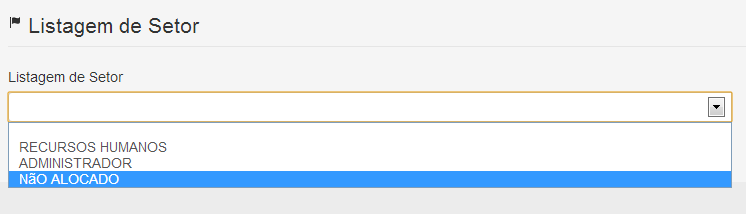 Listagem de Setor
Listagem de Setor
RECURSOS HUMANOS
ADMINISTRADOR
NãO ALOCADO